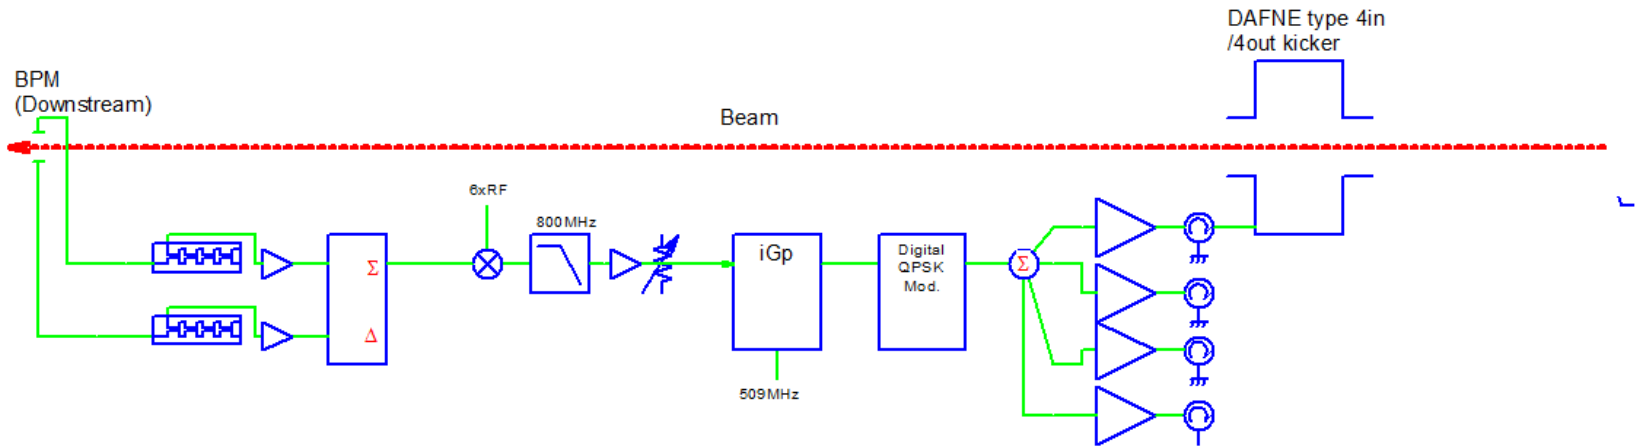 DAFNE type 4in
/4out kicker
BPM
(Downstream)
Beam
6xRF
800MHz
Σ
Δ
iGp
Digital
QPSK
Mod.
Σ
509MHz